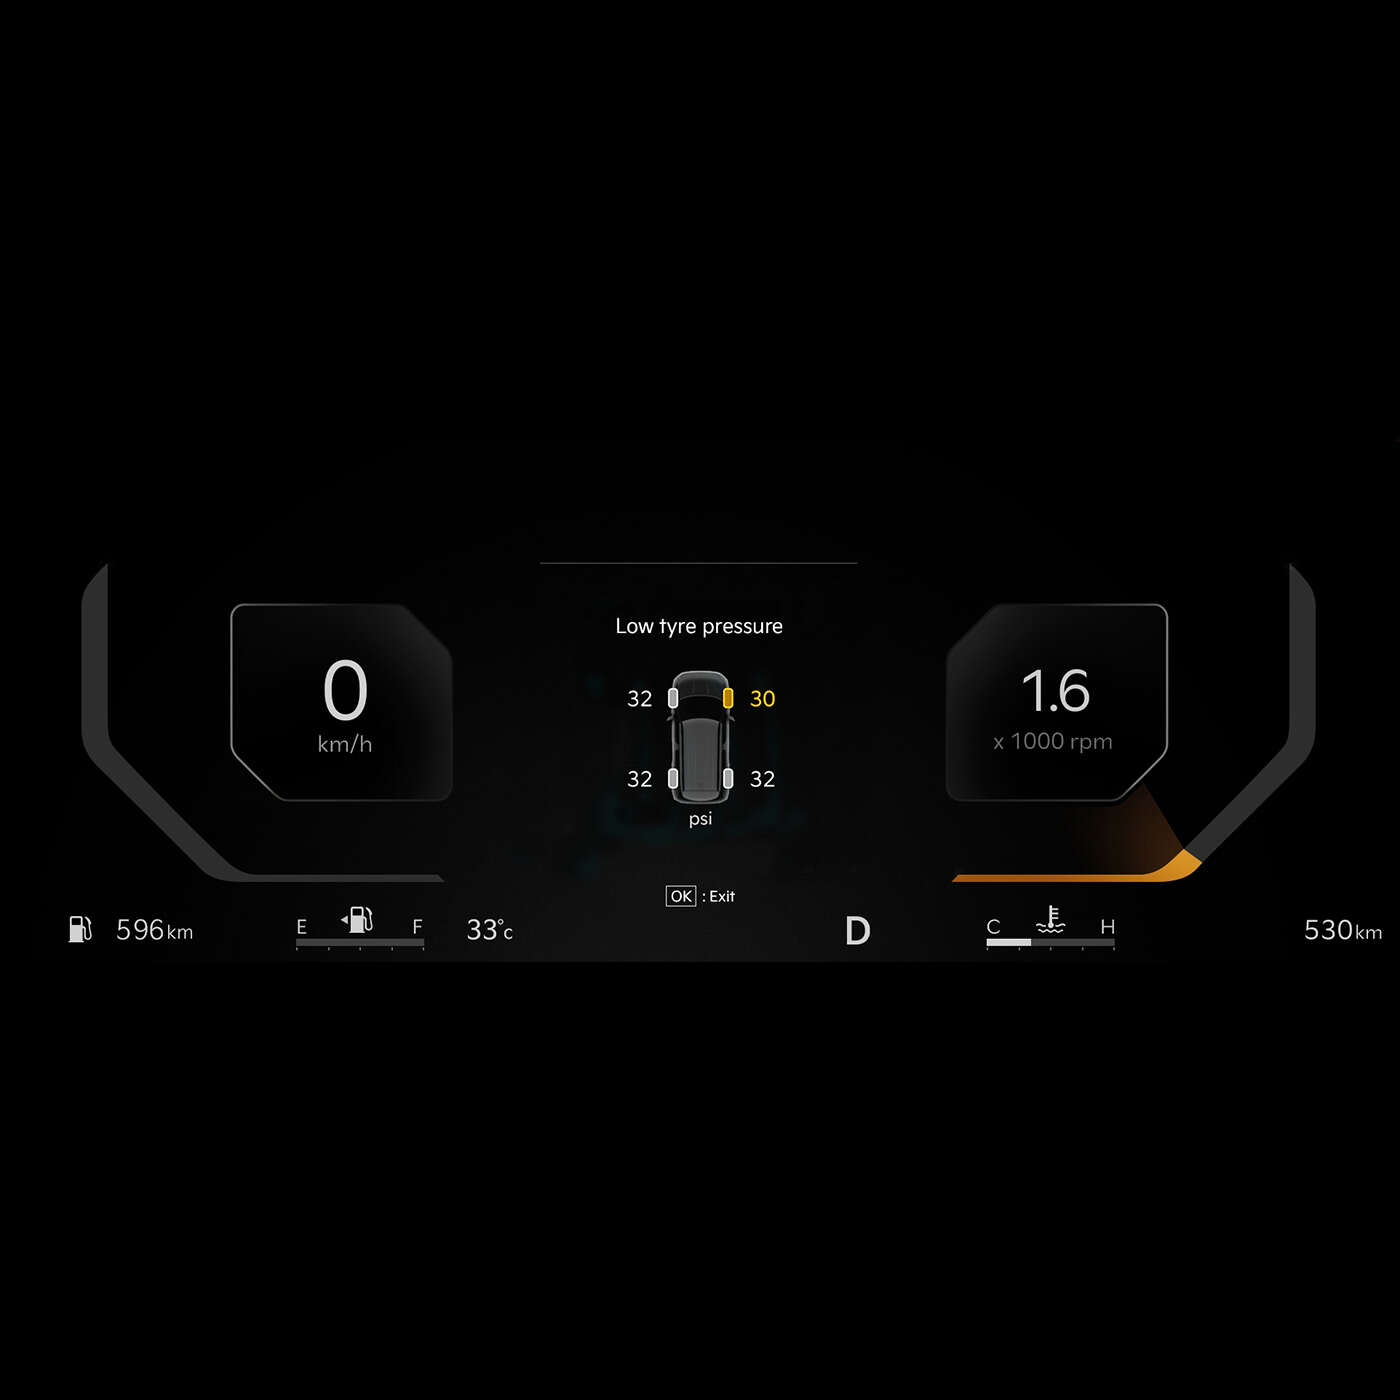 Low tyre pressure
32 30
0
km/h
1.6
x 1000 rpm
32 32
psi
OK : Exit
596km E F 33°c D C H 530km